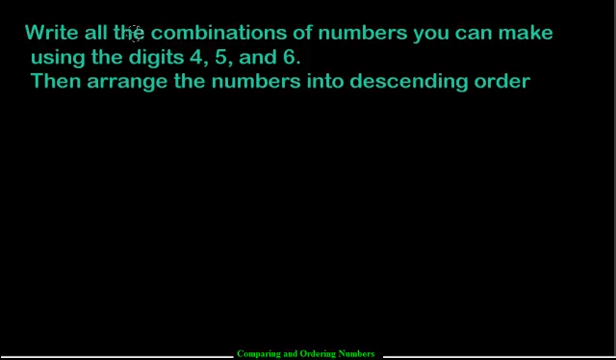 Write all the combinations of numbers you can make
using the digits 4, 5, and 6.
Then arrange the numbers into descending order
Comparing and Ordering Numbers